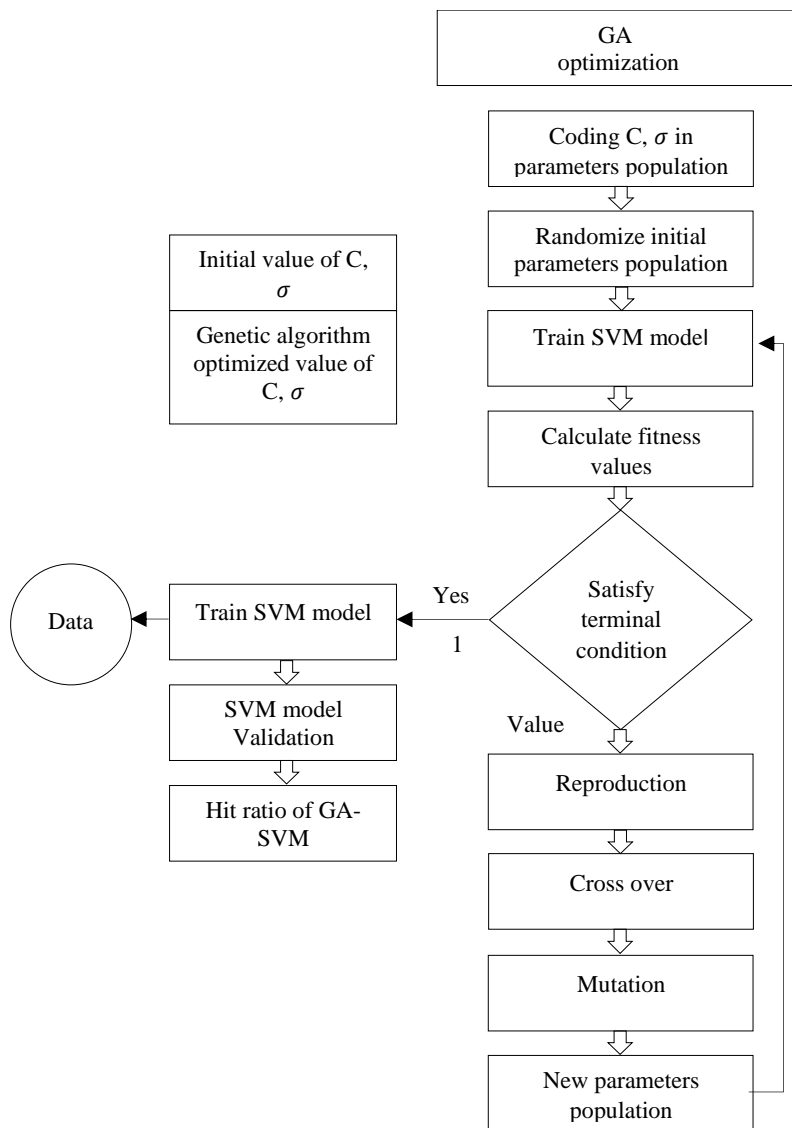 GA
optimization
Coding C, σ in
parameters population
Randomize initial
parameters population
Initial value of C,
σ
Genetic algorithm
optimized value of
C, σ
Train SVM model
Calculate fitness
values
Satisfy
terminal
condition
Yes
1
Train SVM model
Data
SVM model
Validation
Hit ratio of GA-
SVM
Value
Reproduction
Cross over
Mutation
New parameters
population